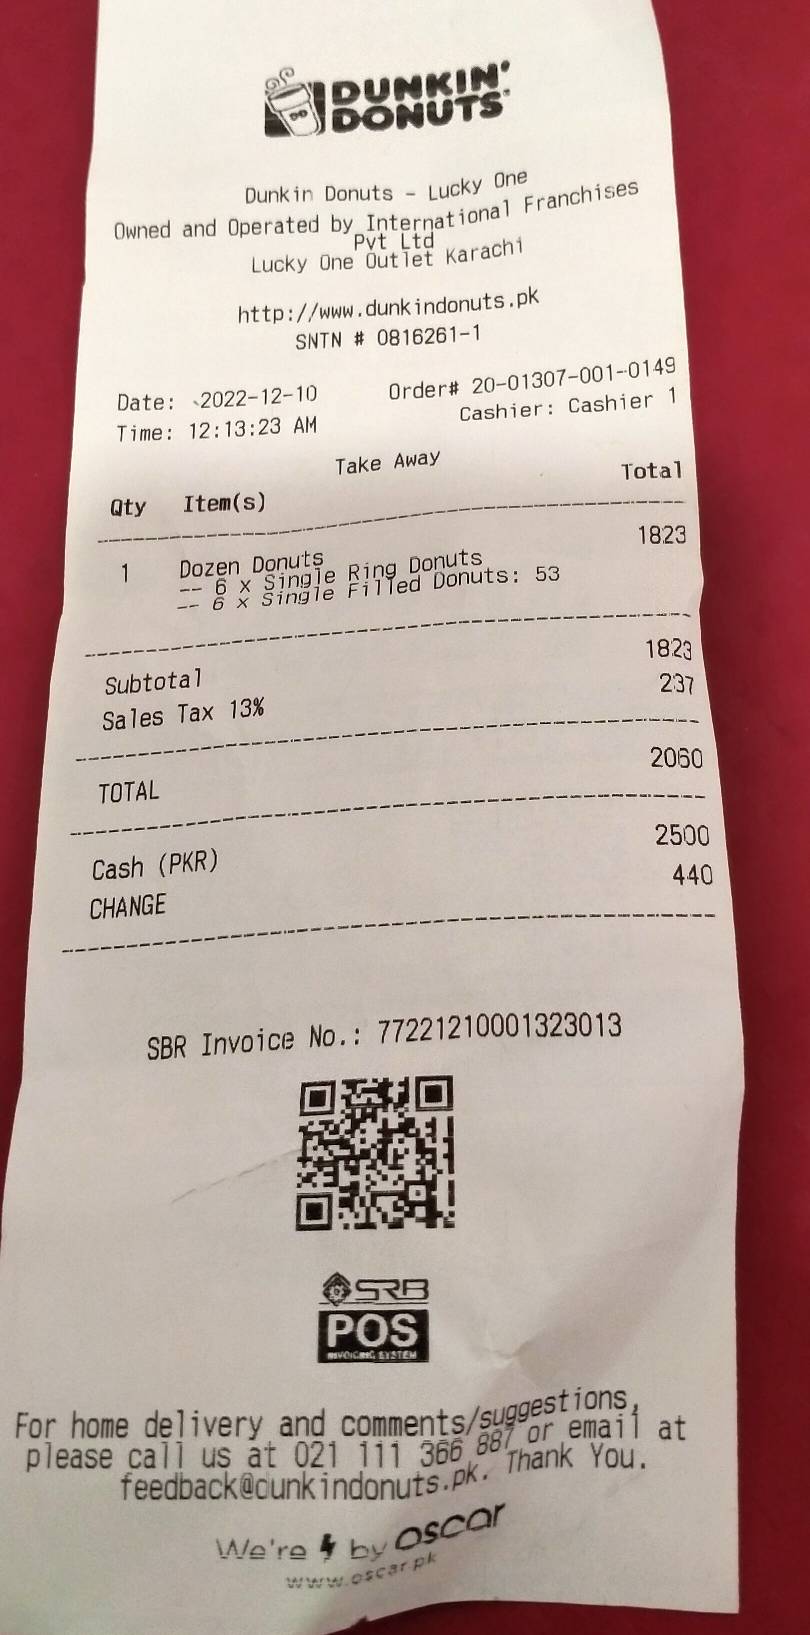 DUNKIN'
DONUTS
Dunkin Donuts - Lucky One
Owned and Operated by International Franchises
Pvt Ltd
Lucky One Outlet Karachi
http://www.dunkindonuts.pk
SNTN # 0816261-1
Date: 2022-12-10 Order# 20-01307-001-0149
Time: 12:13:23 AM Cashier: Cashier 1
Take Away
Qty Item(s) Total
1 Dozen Donuts 1823
-- 6 x Single Ring Donuts
-- 6 x Single Filled Donuts: 53
Subtotal 1823
Sales Tax 13% 237
TOTAL 2060
Cash (PKR) 2500
CHANGE 440
SBR Invoice No.: 77221210001323013
SRB
POS
INVOICING SYSTEM
For home delivery and comments/suggestions,
please call us at 021 111 366 887 or email at
feedback@dunkindonuts.pk. Thank You.
We're by oscar
www.oscar.pk